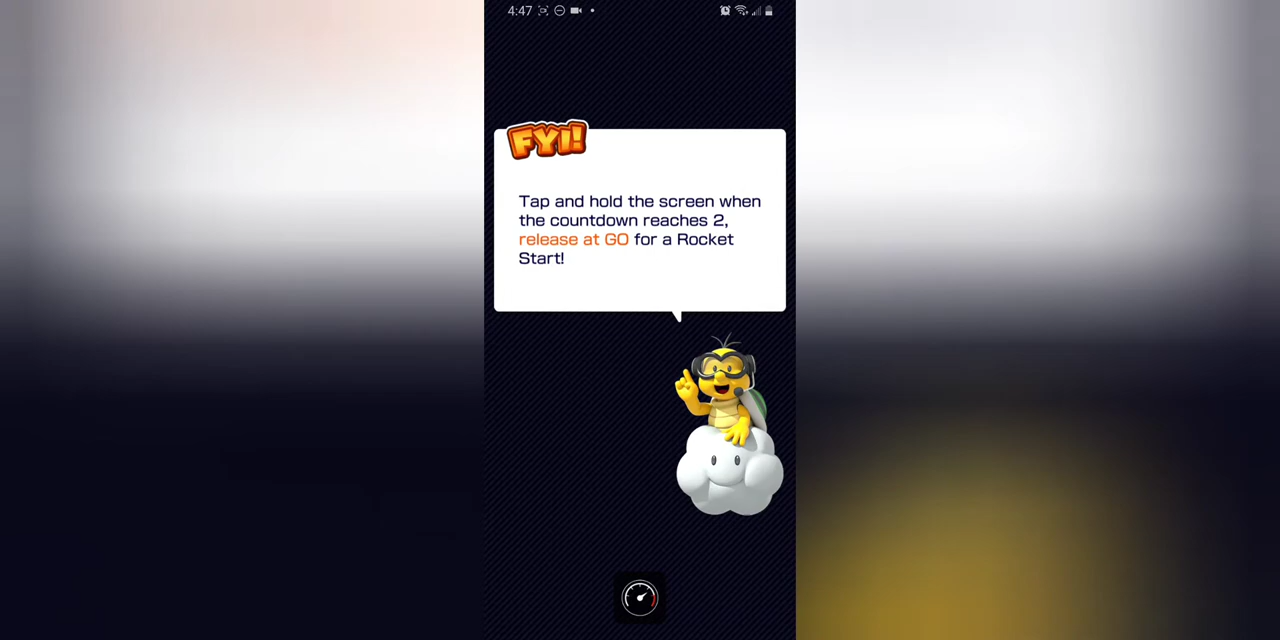 4:47
FYI!
Tap and hold the screen when
the countdown reaches 2,
release at GO for a Rocket
Start!